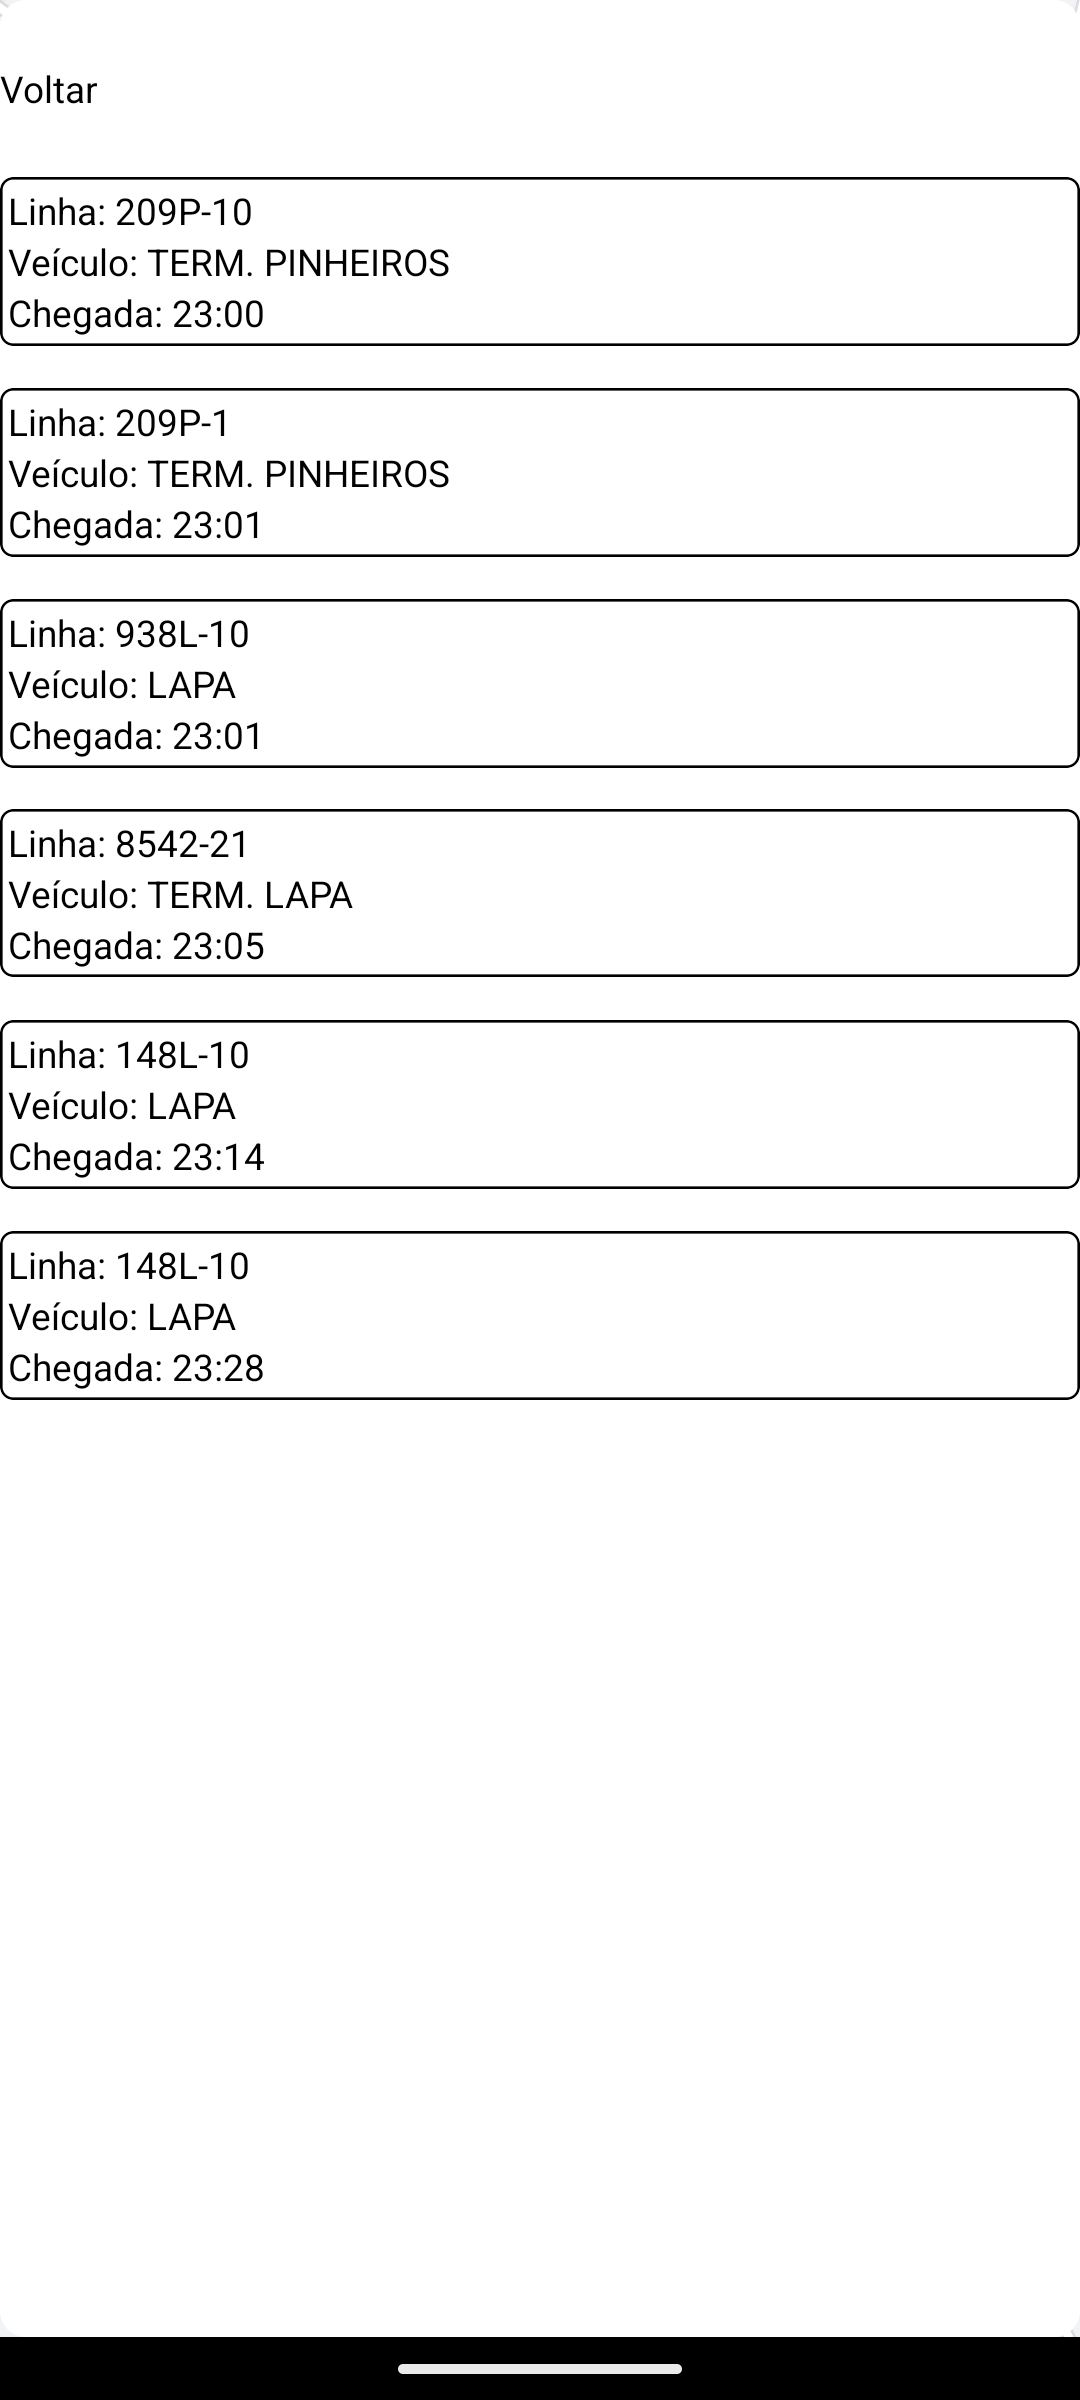 Voltar
Linha: 209P-10
Veículo: TERM. PINHEIROS
Chegada: 23:00
Linha: 209P-1
Veículo: TERM. PINHEIROS
Chegada: 23:01
Linha: 938L-10
Veículo: LAPA
Chegada: 23:01
Linha: 8542-21
Veículo: TERM. LAPA
Chegada: 23:05
Linha: 148L-10
Veículo: LAPA
Chegada: 23:14
Linha: 148L-10
Veículo: LAPA
Chegada: 23:28